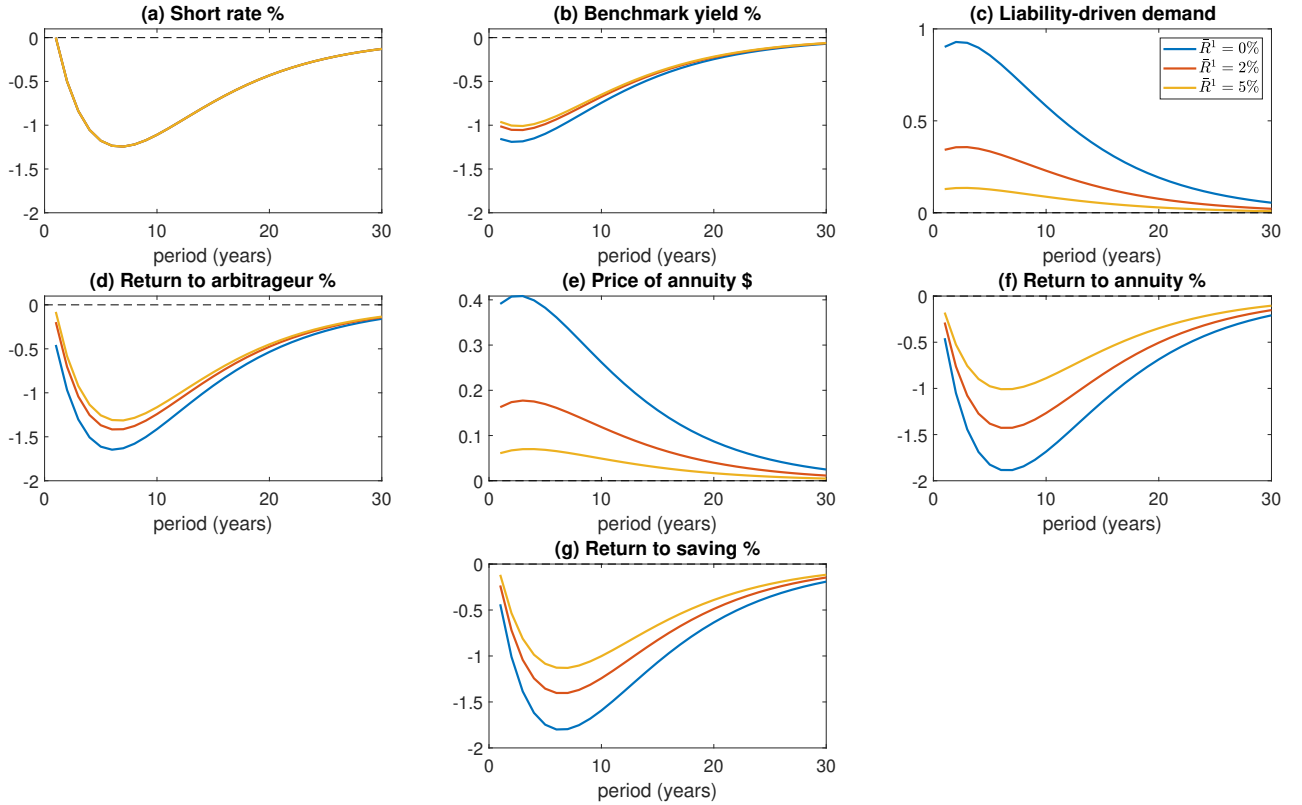 (a) Short rate %
0
-0.5
-1
-1.5
-2
0 10 20 30
period (years)
(b) Benchmark yield %
0
-0.5
-1
-1.5
-2
0 10 20 30
period (years)
(c) Liability-driven demand
1
0.5
0
0 10 20 30
period (years)
R̄¹ = 0%
R̄¹ = 2%
R̄¹ = 5%
(d) Return to arbitrageur %
0
-0.5
-1
-1.5
-2
0 10 20 30
period (years)
(e) Price of annuity $
0.4
0.3
0.2
0.1
0
0 10 20 30
period (years)
(f) Return to annuity %
0
-0.5
-1
-1.5
-2
0 10 20 30
period (years)
(g) Return to saving %
0
-0.5
-1
-1.5
-2
0 10 20 30
period (years)